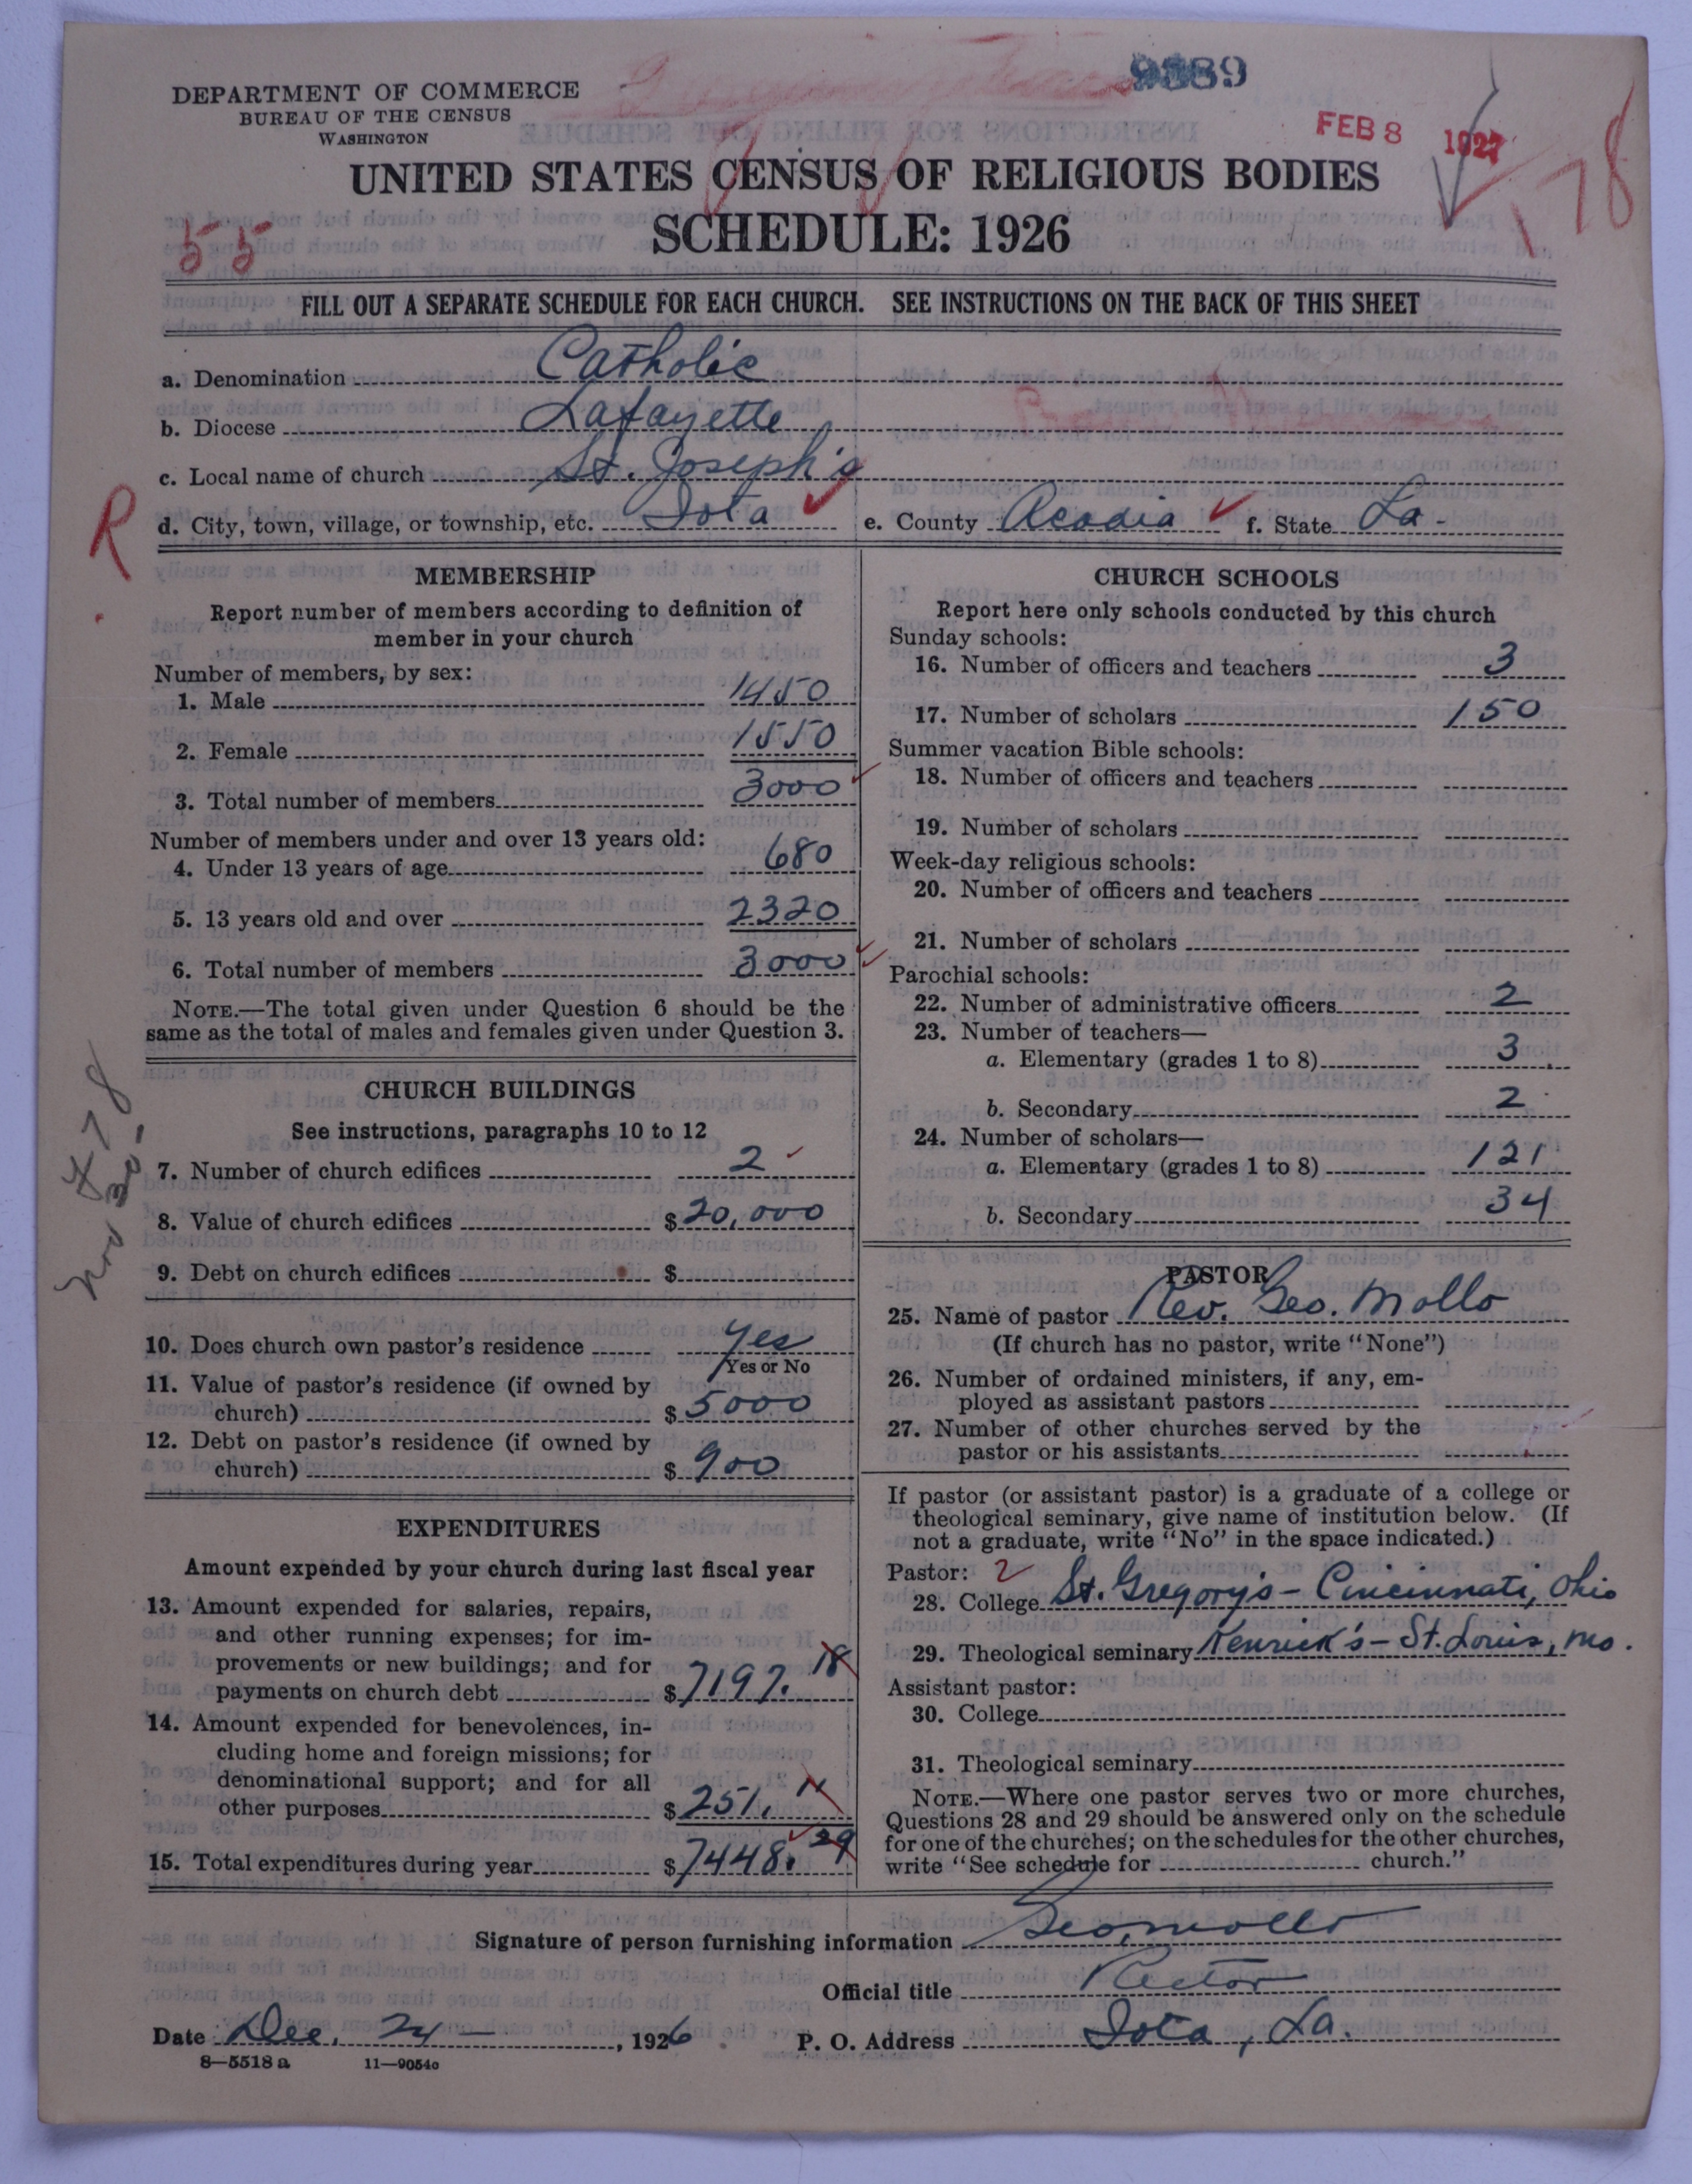 DEPARTMENT OF COMMERCE
BUREAU OF THE CENSUS
WASHINGTON
FEB 8 1927
78
UNITED STATES CENSUS OF RELIGIOUS BODIES
SCHEDULE: 1926
55
FILL OUT A SEPARATE SCHEDULE FOR EACH CHURCH. SEE INSTRUCTIONS ON THE BACK OF THIS SHEET
a. Denomination Catholic
b. Diocese Lafayette
c. Local name of church St. Joseph's
R
d. City, town, village, or township, etc. Iota e. County Acadia f. State La-
MEMBERSHIP
Report number of members according to definition of
member in your church
Number of members, by sex:
1. Male 1450
2. Female 1550
3. Total number of members 3000
Number of members under and over 13 years old:
4. Under 13 years of age 680
5. 13 years old and over 2320
6. Total number of members 3000
NOTE.—The total given under Question 6 should be the
same as the total of males and females given under Question 3.
CHURCH BUILDINGS
See instructions, paragraphs 10 to 12
7. Number of church edifices 2
8. Value of church edifices $20,000
9. Debt on church edifices $
10. Does church own pastor's residence Yes
Yes or No
11. Value of pastor's residence (if owned by
church) $5000
12. Debt on pastor's residence (if owned by
church) $900
EXPENDITURES
Amount expended by your church during last fiscal year
13. Amount expended for salaries, repairs,
and other running expenses; for im-
provements or new buildings; and for
payments on church debt $7197.18
14. Amount expended for benevolences, in-
cluding home and foreign missions; for
denominational support; and for all
other purposes $251.11
15. Total expenditures during year $7448.29
CHURCH SCHOOLS
Report here only schools conducted by this church
Sunday schools:
16. Number of officers and teachers 3
17. Number of scholars 150
Summer vacation Bible schools:
18. Number of officers and teachers
19. Number of scholars
Week-day religious schools:
20. Number of officers and teachers
21. Number of scholars
Parochial schools:
22. Number of administrative officers 2
23. Number of teachers—
a. Elementary (grades 1 to 8) 3
b. Secondary 2
24. Number of scholars—
a. Elementary (grades 1 to 8) 121
b. Secondary 34
PASTOR
25. Name of pastor Rev. Geo. Mollo
(If church has no pastor, write "None")
26. Number of ordained ministers, if any, em-
ployed as assistant pastors
27. Number of other churches served by the
pastor or his assistants
If pastor (or assistant pastor) is a graduate of a college or
theological seminary, give name of institution below. (If
not a graduate, write "No" in the space indicated.)
Pastor: 2
28. College St. Gregory's - Cincinnati, Ohio
29. Theological seminary Kenrick's - St. Louis, Mo.
Assistant pastor:
30. College
31. Theological seminary
NOTE.—Where one pastor serves two or more churches,
Questions 28 and 29 should be answered only on the schedule
for one of the churches; on the schedules for the other churches,
write "See schedule for church."
Signature of person furnishing information Geo. Mollo
Official title Rector
Date Dec. 24 -, 1926 P. O. Address Iota, La.
8—5518 a 11—9054c